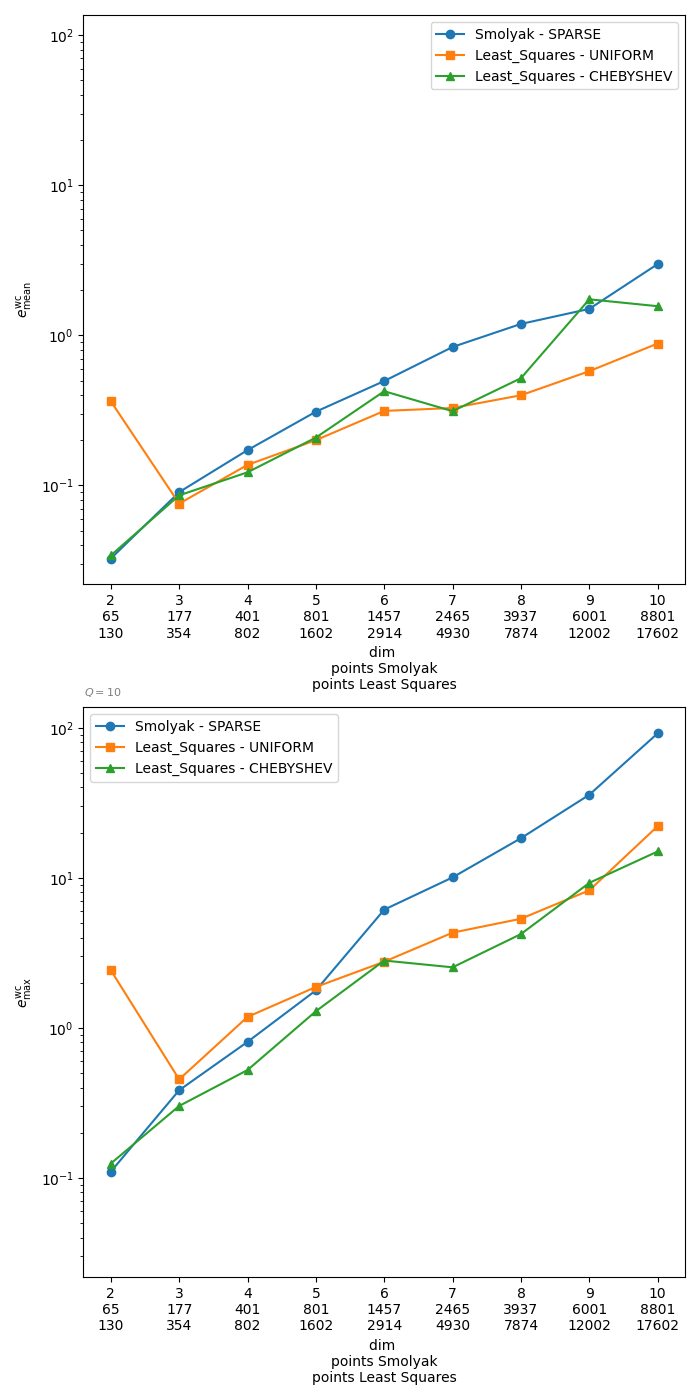 10²
Smolyak - SPARSE
Least_Squares - UNIFORM
Least_Squares - CHEBYSHEV
10¹
e^wc_mean
10⁰
10⁻¹
2 3 4 5 6 7 8 9 10
65 177 401 801 1457 2465 3937 6001 8801
130 354 802 1602 2914 4930 7874 12002 17602
dim
points Smolyak
points Least Squares
Q = 10
10²
Smolyak - SPARSE
Least_Squares - UNIFORM
Least_Squares - CHEBYSHEV
10¹
e^wc_max
10⁰
10⁻¹
2 3 4 5 6 7 8 9 10
65 177 401 801 1457 2465 3937 6001 8801
130 354 802 1602 2914 4930 7874 12002 17602
dim
points Smolyak
points Least Squares